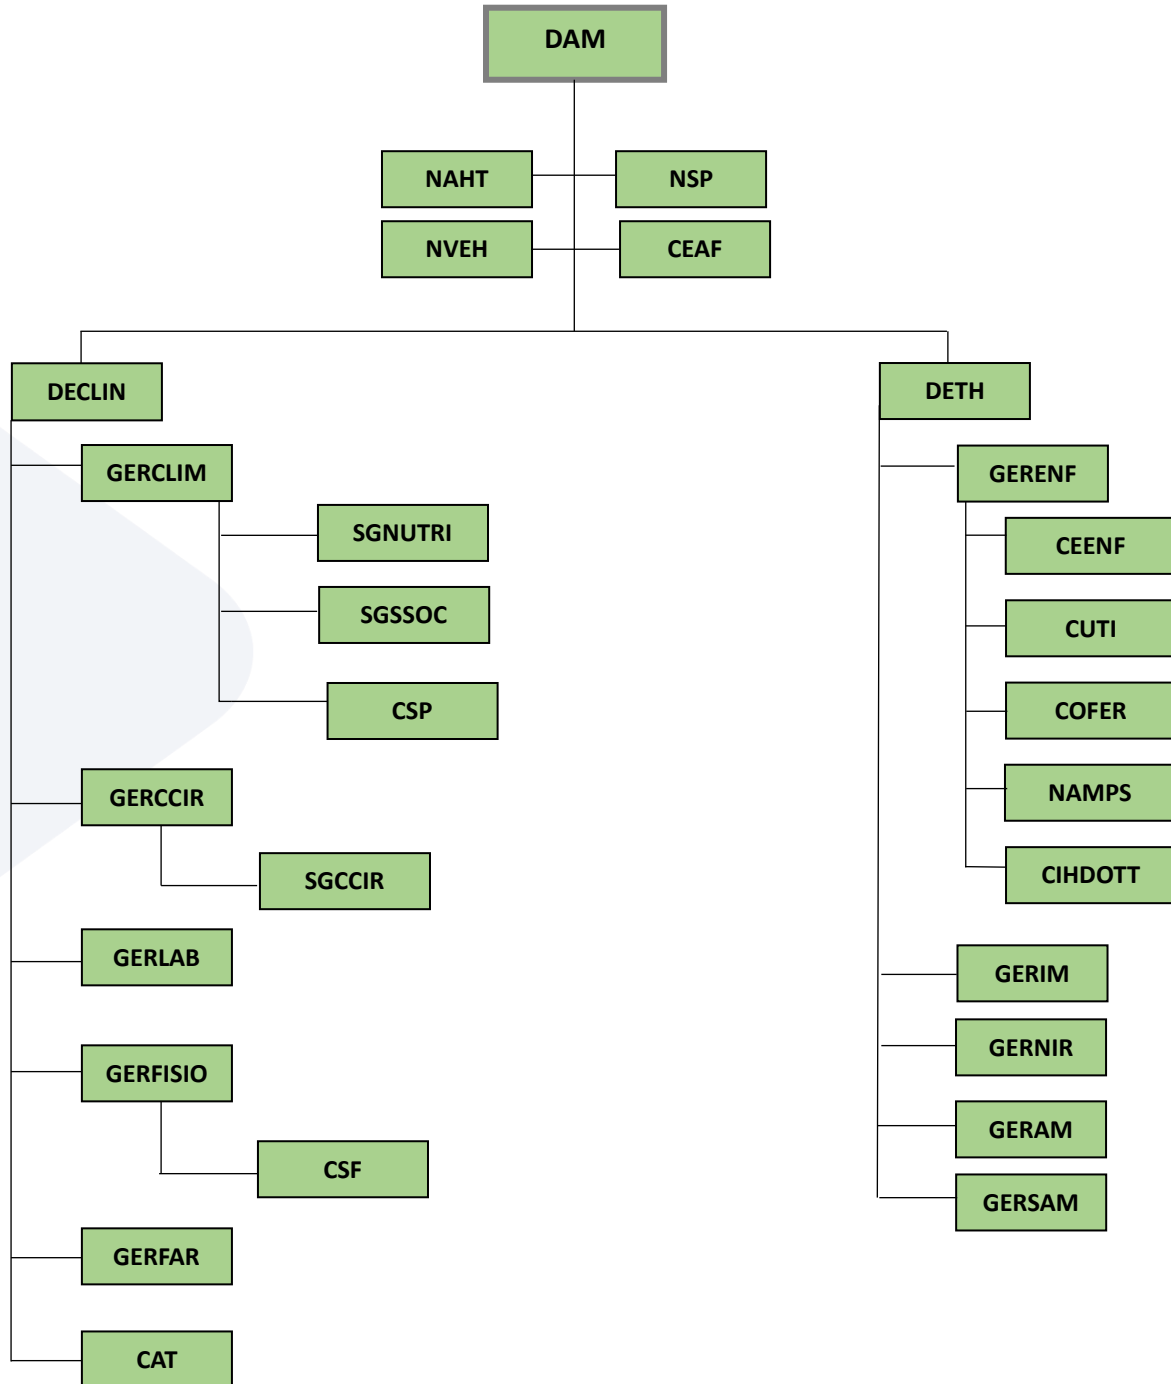 DAM
NAHT
NSP
NVEH
CEAF
DECLIN
DETH
GERCLIM
GERENF
SGNUTRI
CEENF
SGSSOC
CUTI
CSP
COFER
GERCCIR
NAMPS
SGCCIR
CIHDOTT
GERLAB
GERIM
GERNIR
GERFISIO
GERAM
CSF
GERSAM
GERFAR
CAT